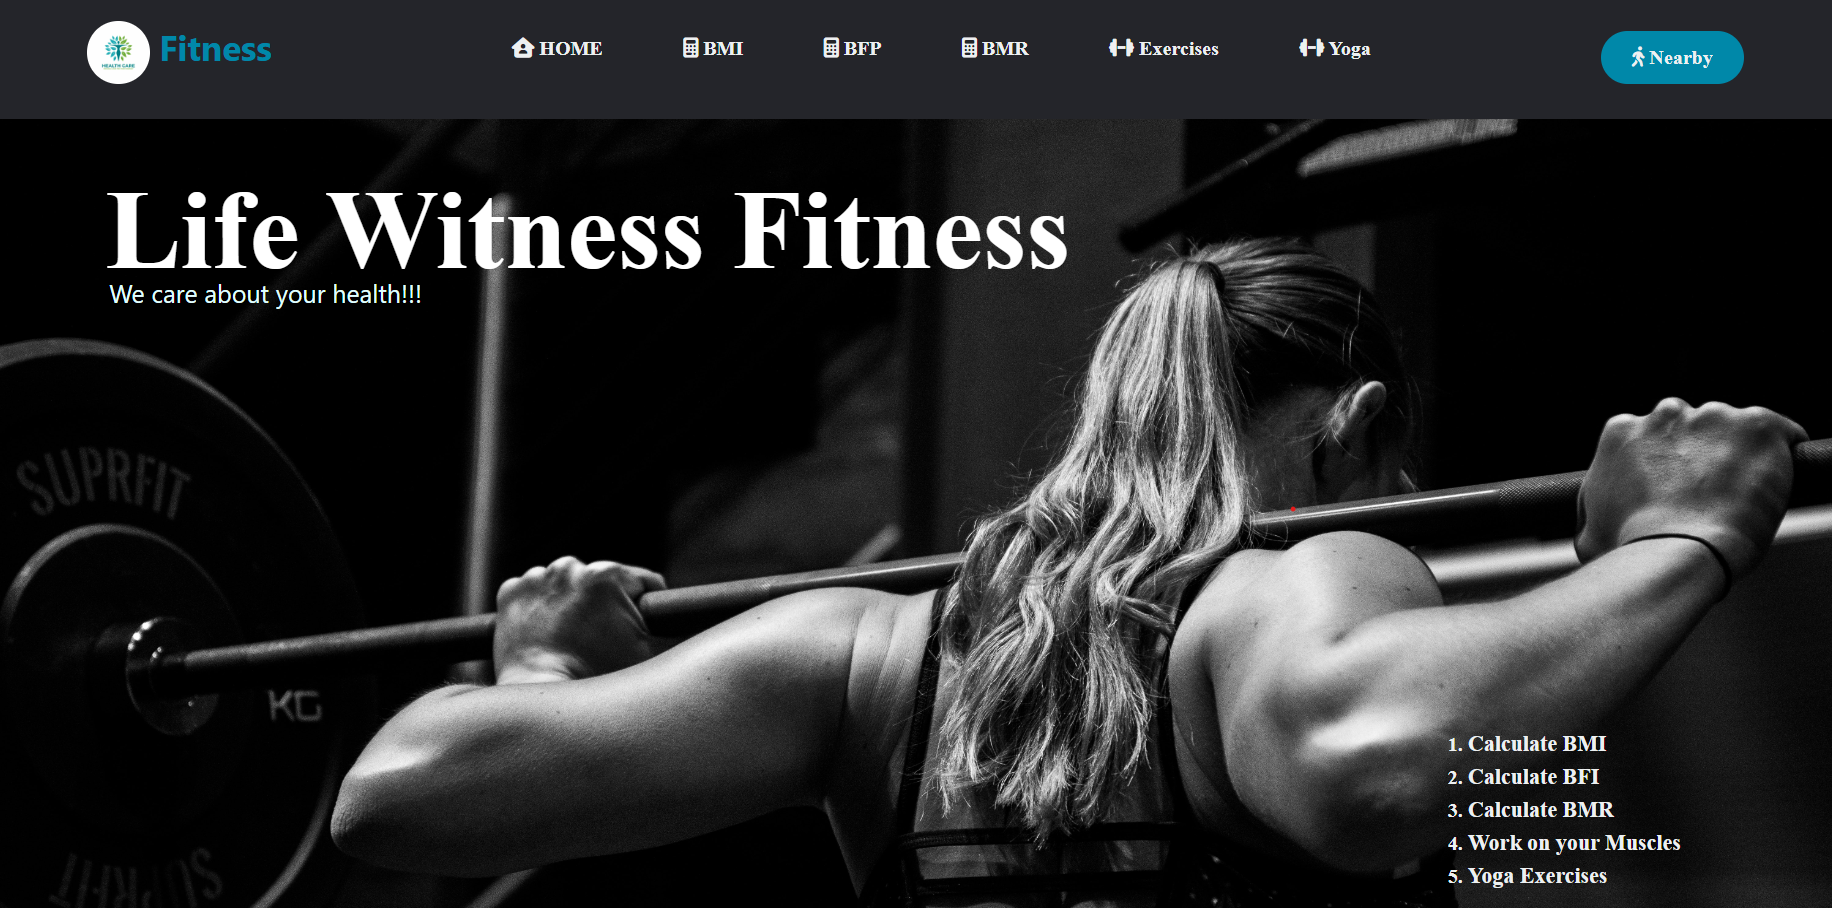 HEALTH CARE
Fitness
HOME
BMI
BFP
BMR
Exercises
Yoga
Nearby
Life Witness Fitness
We care about your health!!!
SUPRFIT
KG
1. Calculate BMI
2. Calculate BFI
3. Calculate BMR
4. Work on your Muscles
5. Yoga Exercises
SUPRFIT